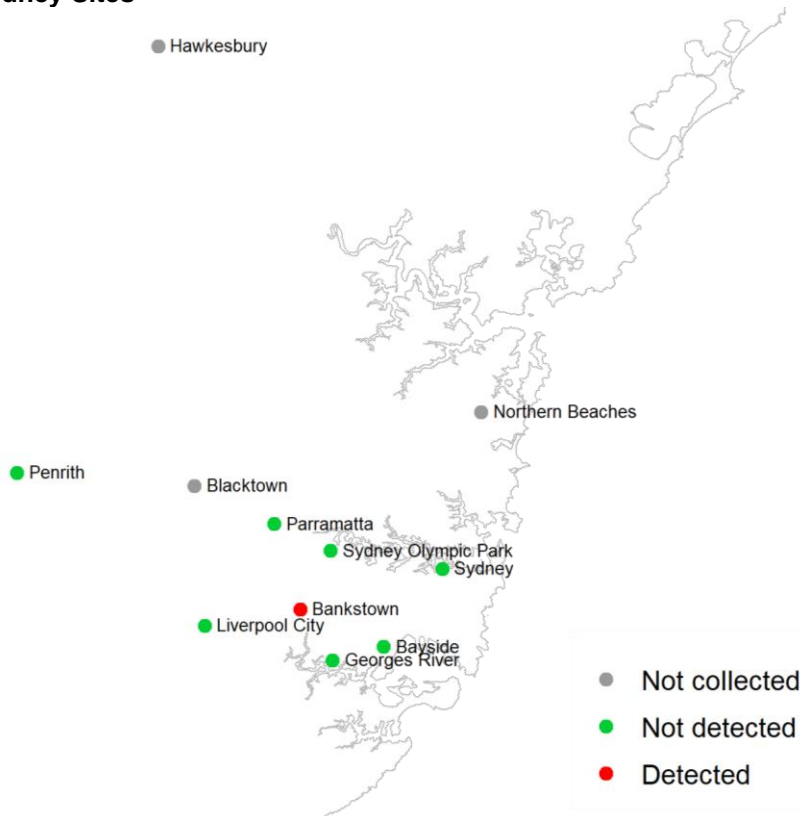 Sites
Hawkesbury
Northern Beaches
Penrith
Blacktown
Parramatta
Sydney Olympic Park
Sydney
Bankstown
Liverpool City
Bayside
Georges River
Not collected
Not detected
Detected